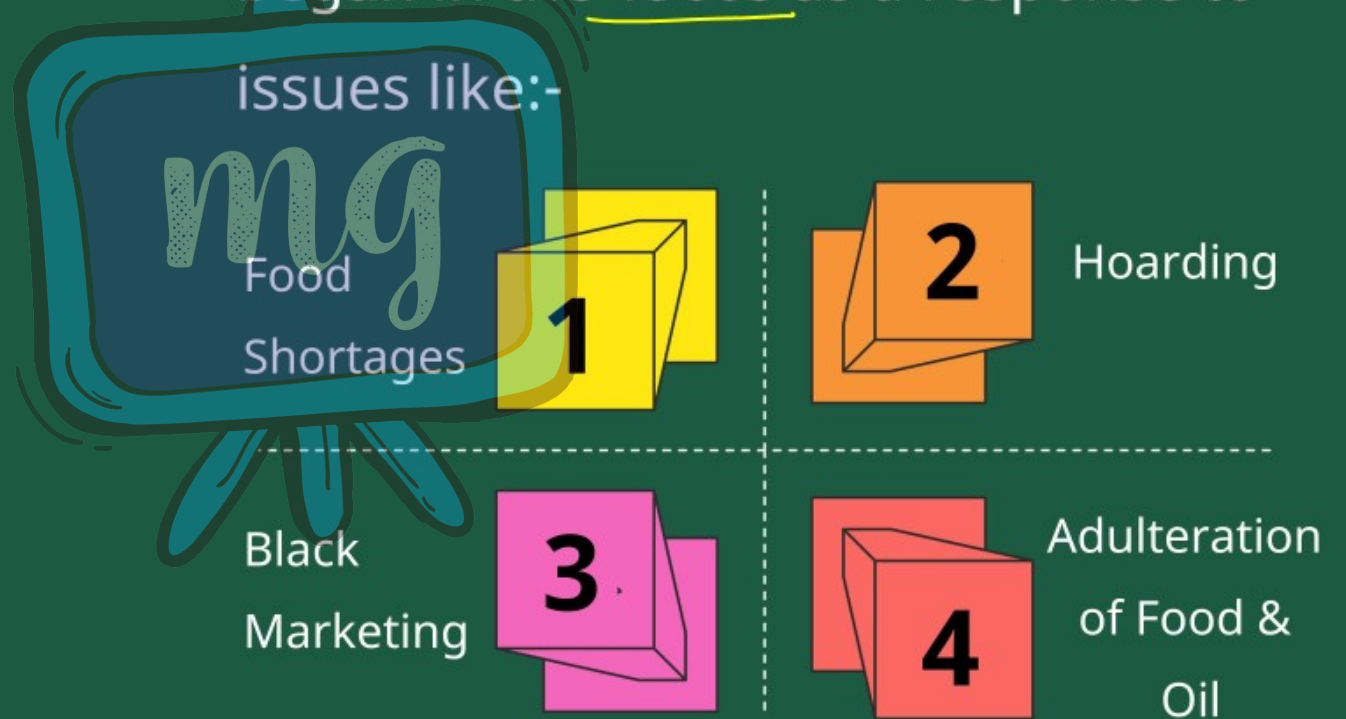 issues like:-
mg
Food
Shortages
1
2
Hoarding
Black
Marketing
3
4
Adulteration
of Food &
Oil